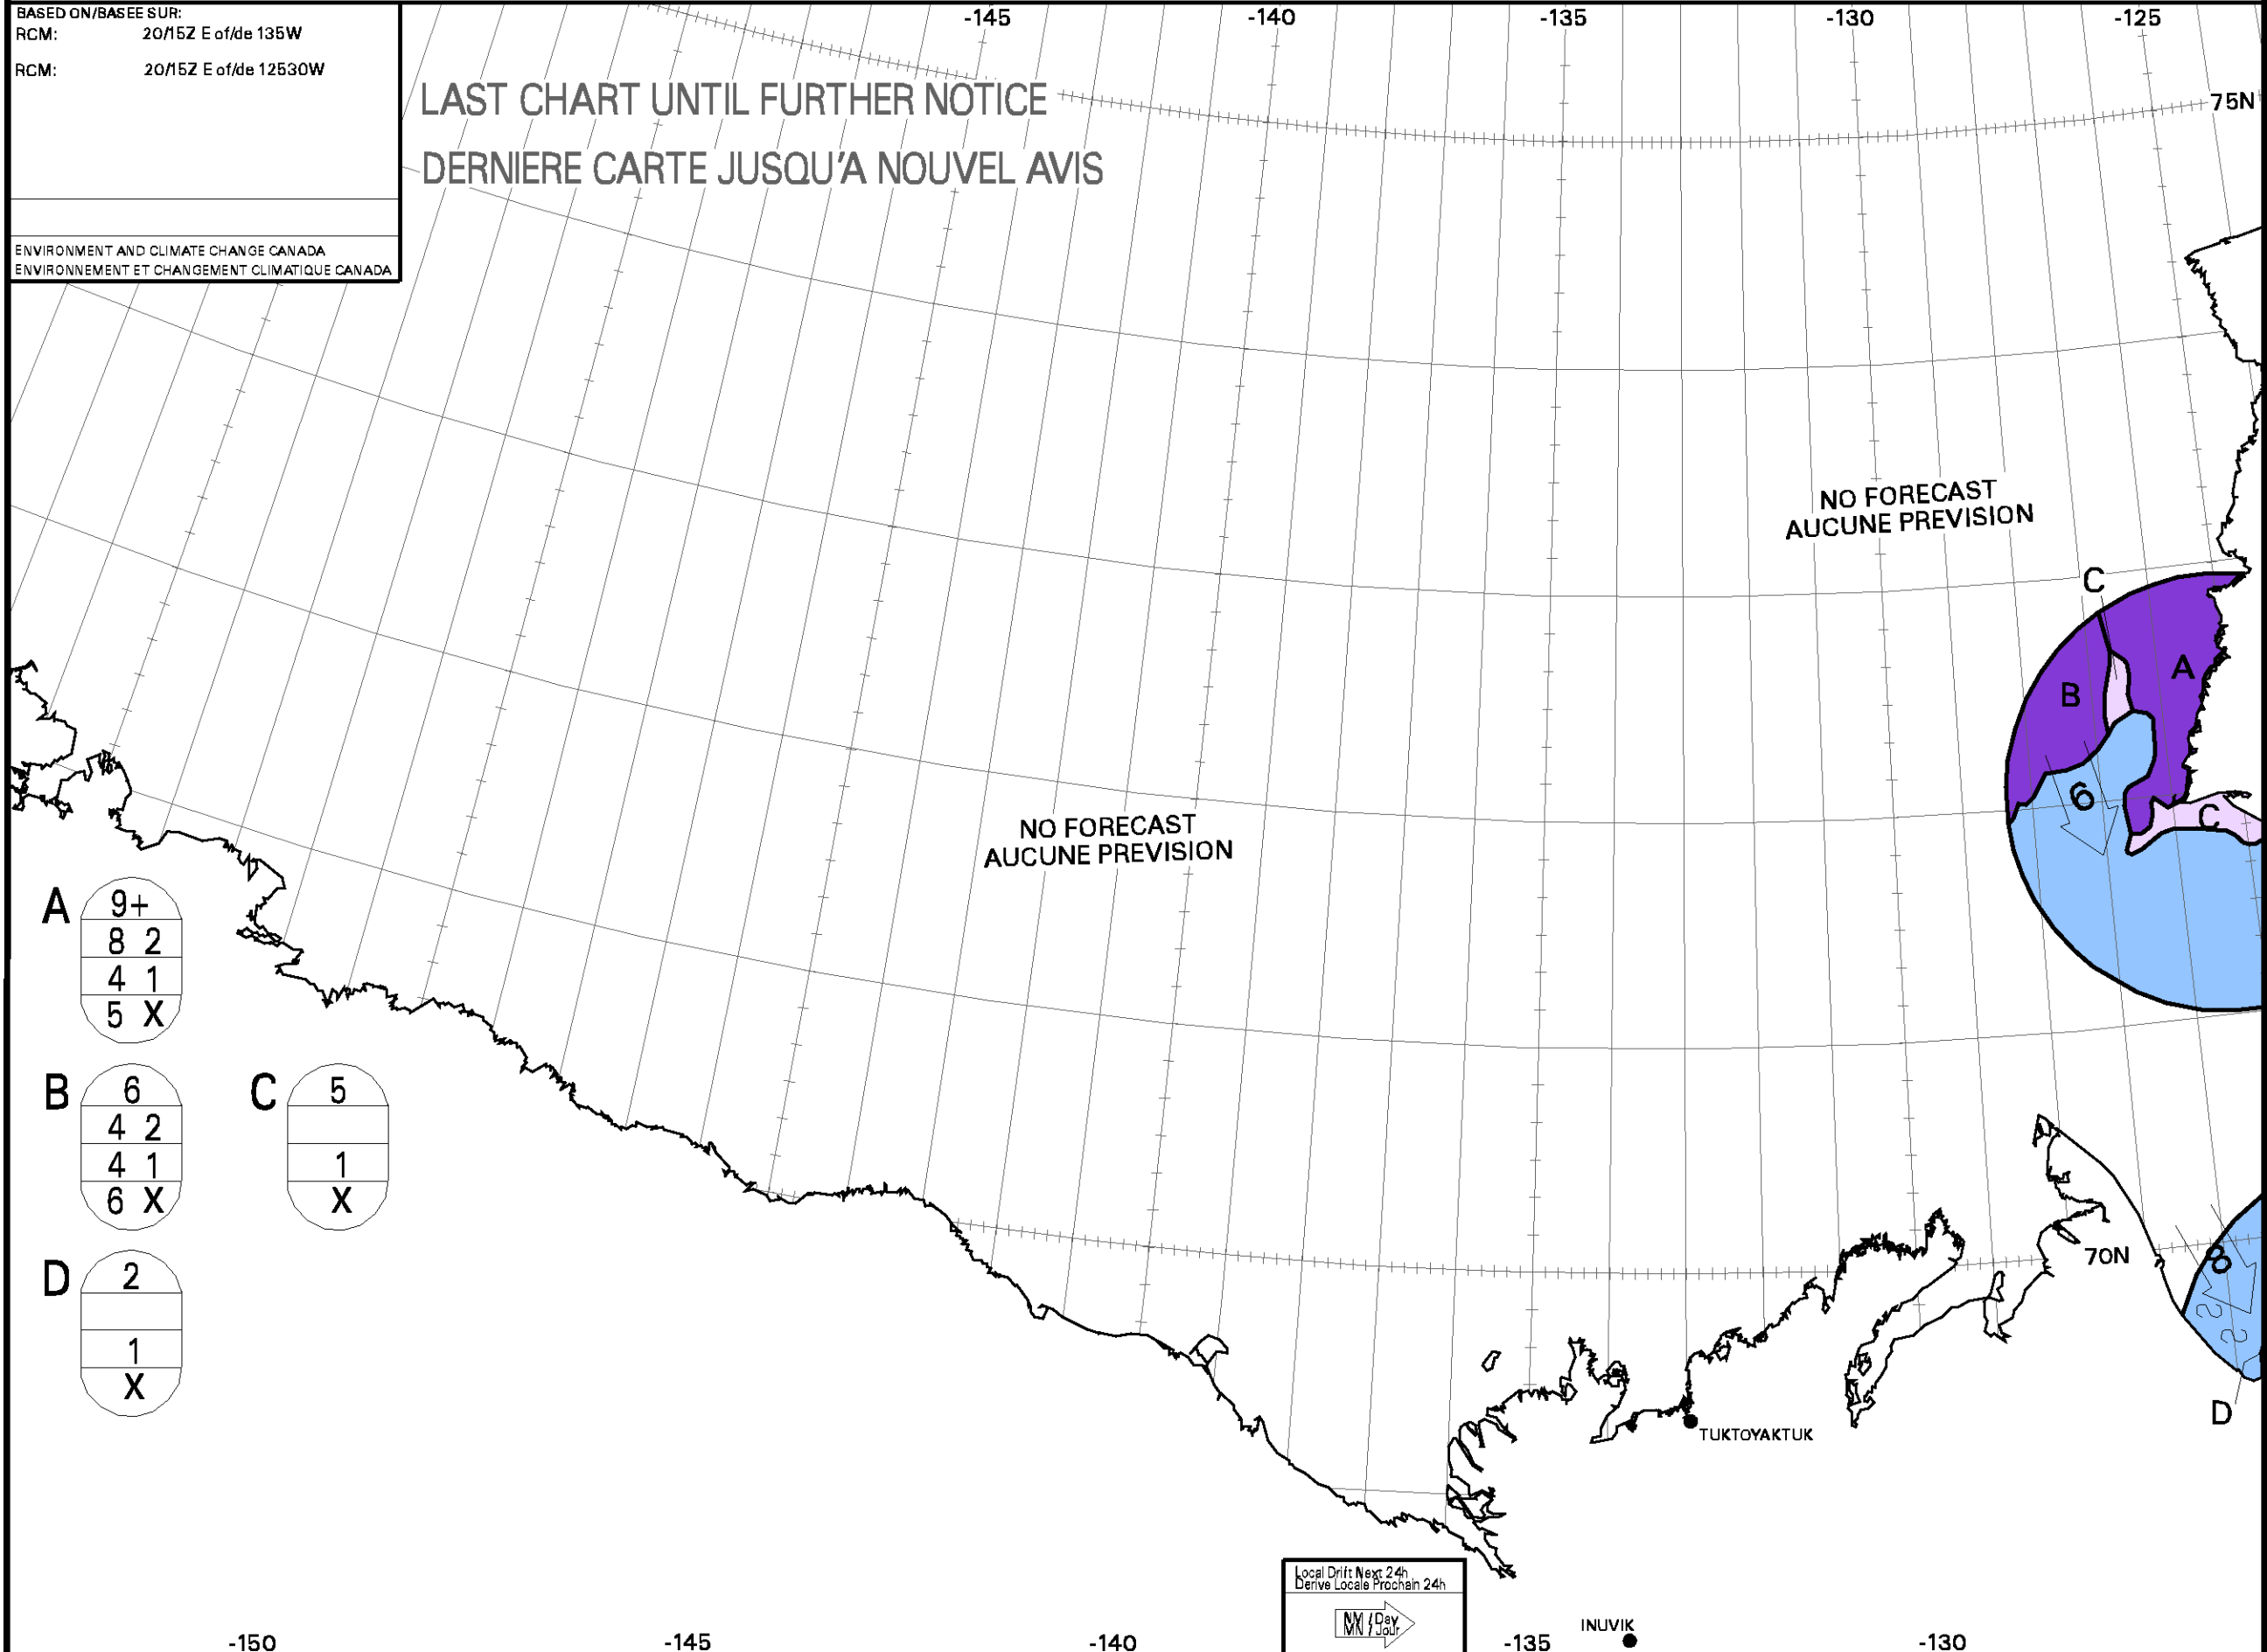 BASED ON/BASEE SUR:
RCM: 20/15Z E of/de 135W
RCM: 20/15Z E of/de 12530W
ENVIRONMENT AND CLIMATE CHANGE CANADA
ENVIRONNEMENT ET CHANGEMENT CLIMATIQUE CANADA
-145 -140 -135 -130 -125
LAST CHART UNTIL FURTHER NOTICE
DERNIERE CARTE JUSQU'A NOUVEL AVIS
75N
NO FORECAST
AUCUNE PREVISION
C
A
B
6
C
NO FORECAST
AUCUNE PREVISION
A
9+
8 2
4 1
5 X
B
6
4 2
4 1
6 X
C
5
1
X
D
2
1
X
70N
8
D
TUKTOYAKTUK
Local Drift Next 24h
Derive Locale Prochain 24h
NM / Day
MN / Jour
INUVIK
-150 -145 -140 -135 -130